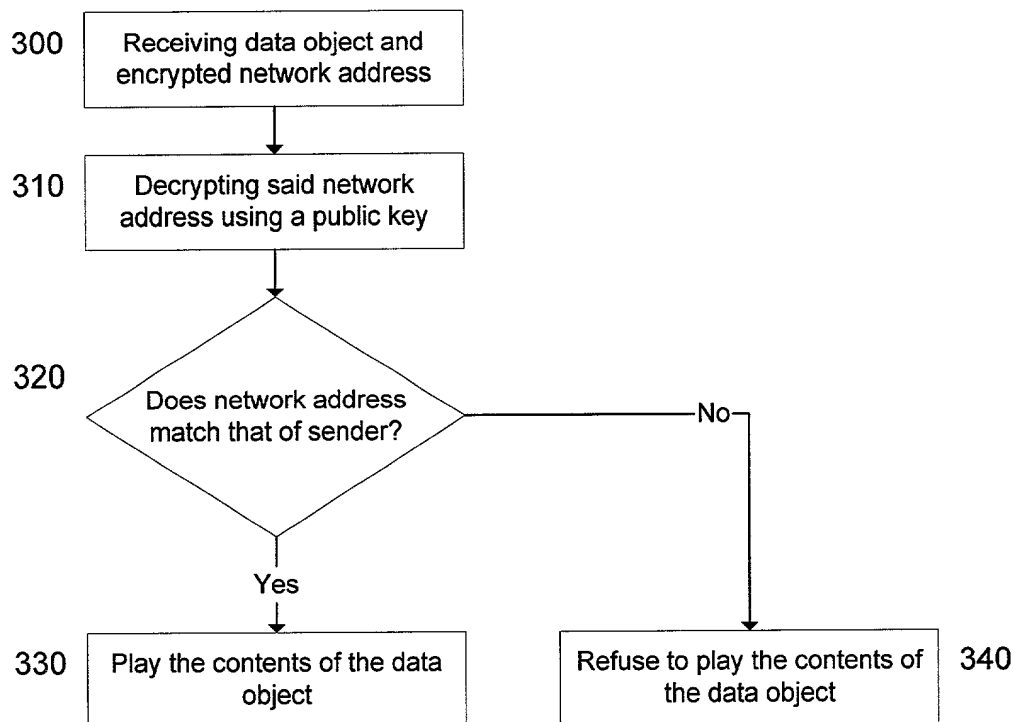 300
Receiving data object and
encrypted network address
310
Decrypting said network
address using a public key
320
Does network address
match that of sender?
No
Yes
330
Play the contents of the data
object
Refuse to play the contents of
the data object
340